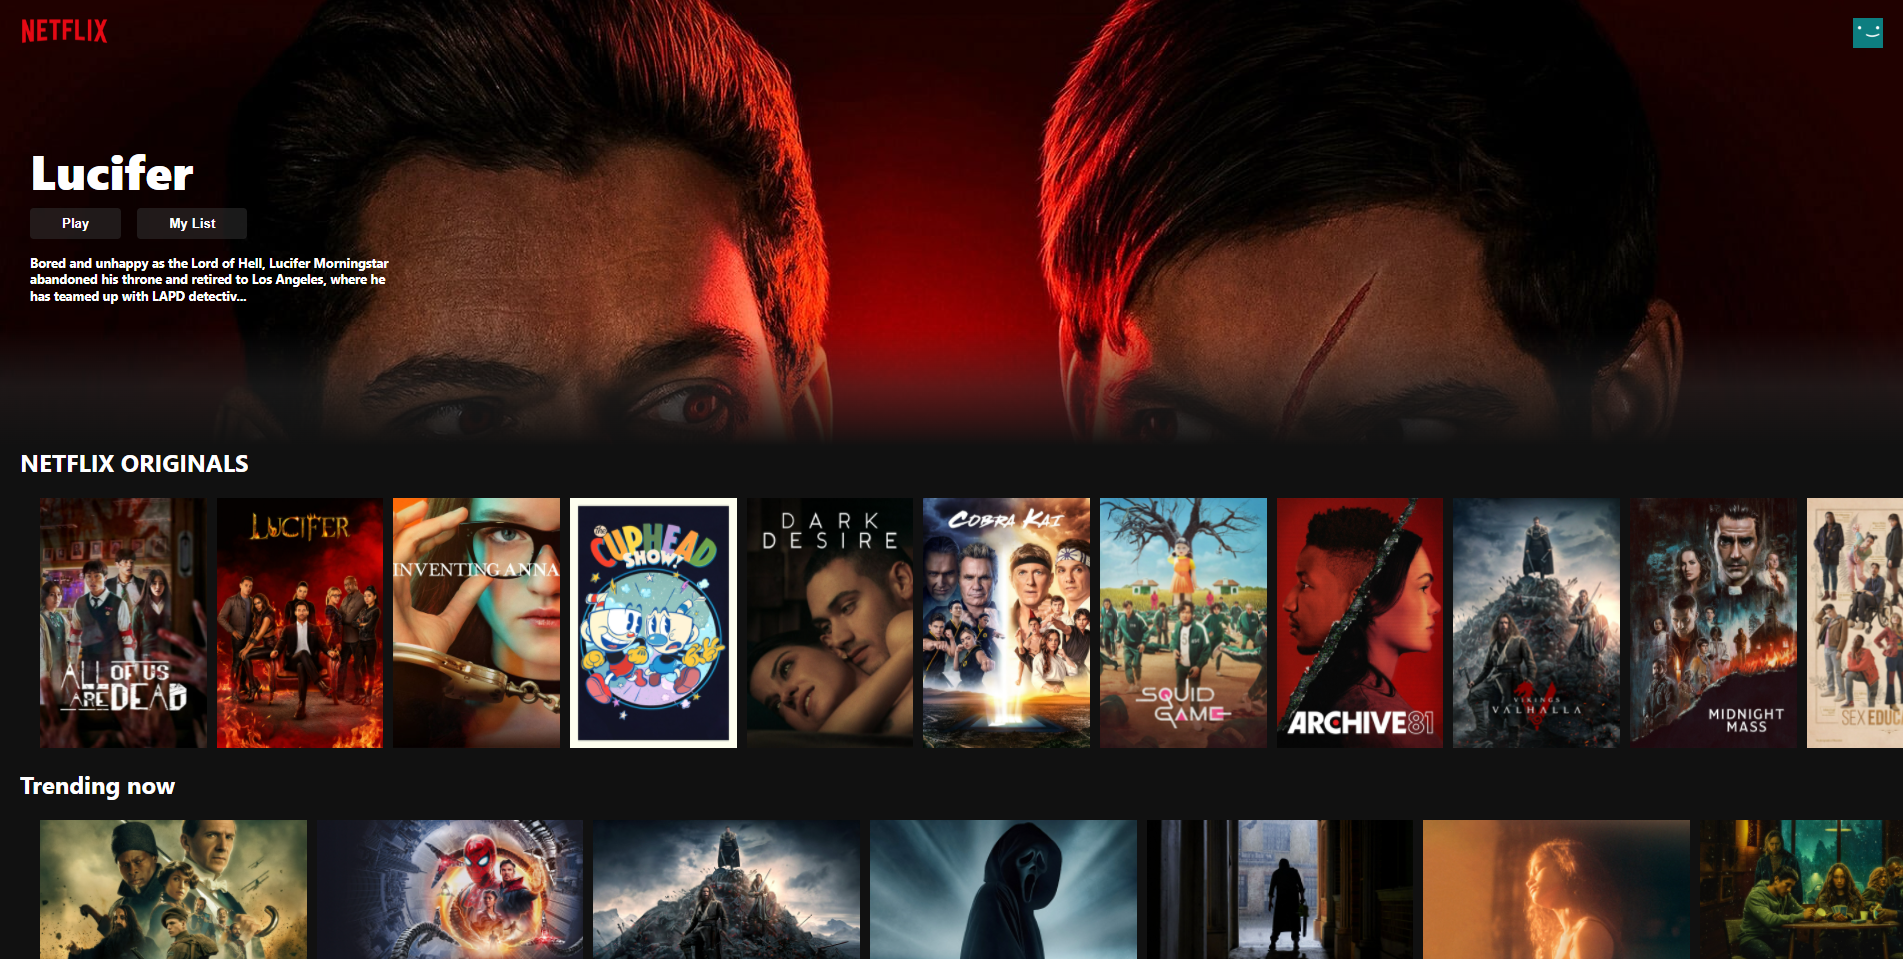 NETFLIX
Lucifer
Play
My List
Bored and unhappy as the Lord of Hell, Lucifer Morningstar
abandoned his throne and retired to Los Angeles, where he
has teamed up with LAPD detectiv...
NETFLIX ORIGINALS
ALL OF US
ARE DEAD
LUCIFER
INVENTING ANNA
The
CUPHEAD
SHOW!
DARK
DESIRE
COBRA KAI
SQUID
GAME
ARCHIVE 81
VIKINGS
VALHALLA
MIDNIGHT
MASS
SEX EDUC
Trending now